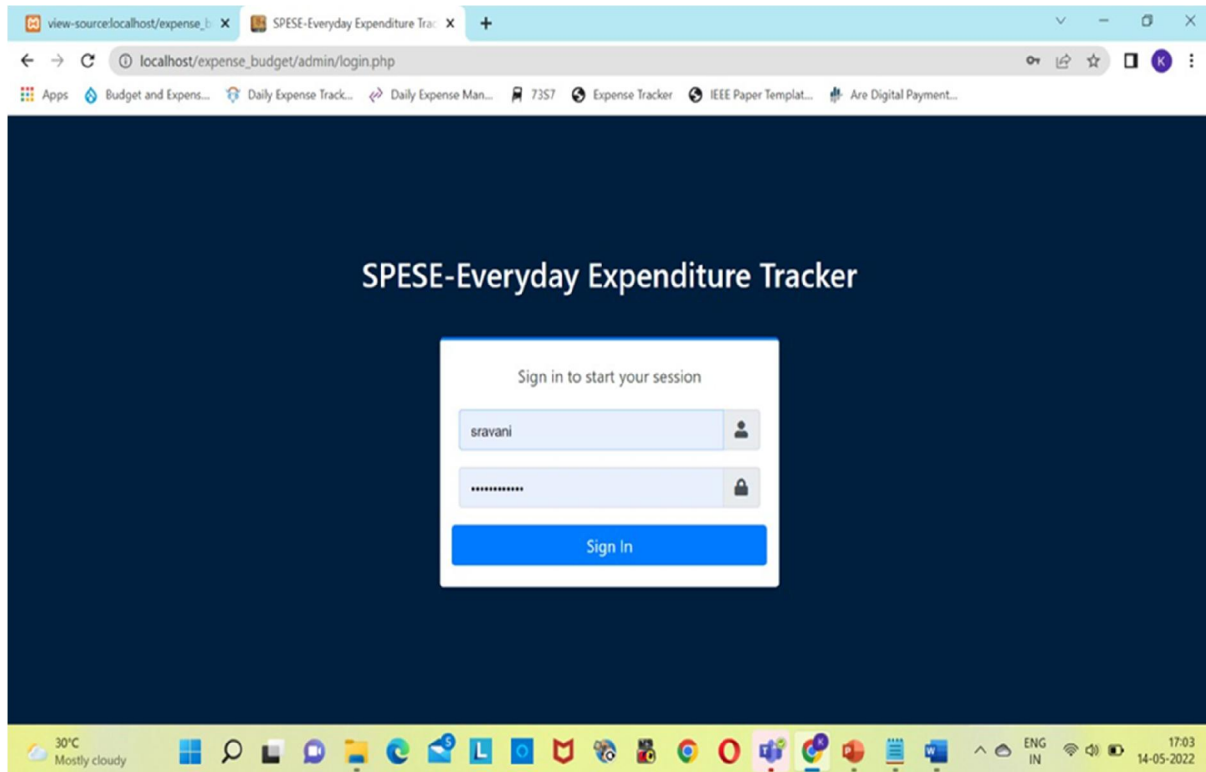 view-source:localhost/expense_b
SPESE-Everyday Expenditure Trac
localhost/expense_budget/admin/login.php
K
Apps
Budget and Expens...
Daily Expense Track...
Daily Expense Man...
73S7
Expense Tracker
IEEE Paper Templat...
Are Digital Payment...
SPESE-Everyday Expenditure Tracker
Sign in to start your session
sravani
••••••••••••
Sign In
30°C
Mostly cloudy
ENG
IN
17:03
14-05-2022